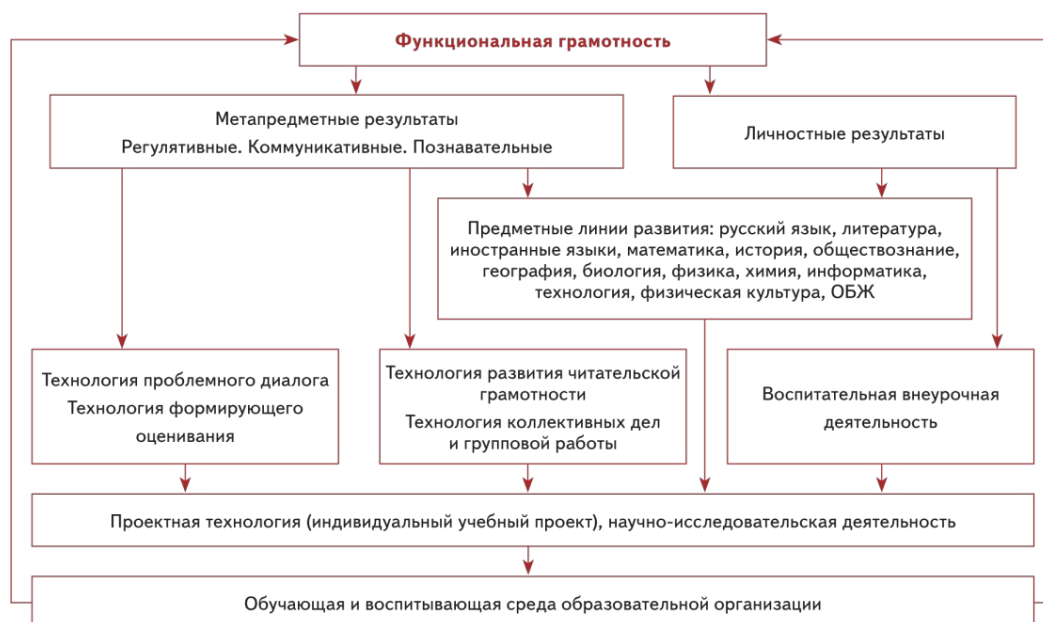 Функциональная грамотность
Метапредметные результаты
Регулятивные. Коммуникативные. Познавательные
Личностные результаты
Предметные линии развития: русский язык, литература,
иностранные языки, математика, история, обществознание,
география, биология, физика, химия, информатика,
технология, физическая культура, ОБЖ
Технология проблемного диалога
Технология формирующего
оценивания
Технология развития читательской
грамотности
Технология коллективных дел
и групповой работы
Воспитательная внеурочная
деятельность
Проектная технология (индивидуальный учебный проект), научно-исследовательская деятельность
Обучающая и воспитывающая среда образовательной организации